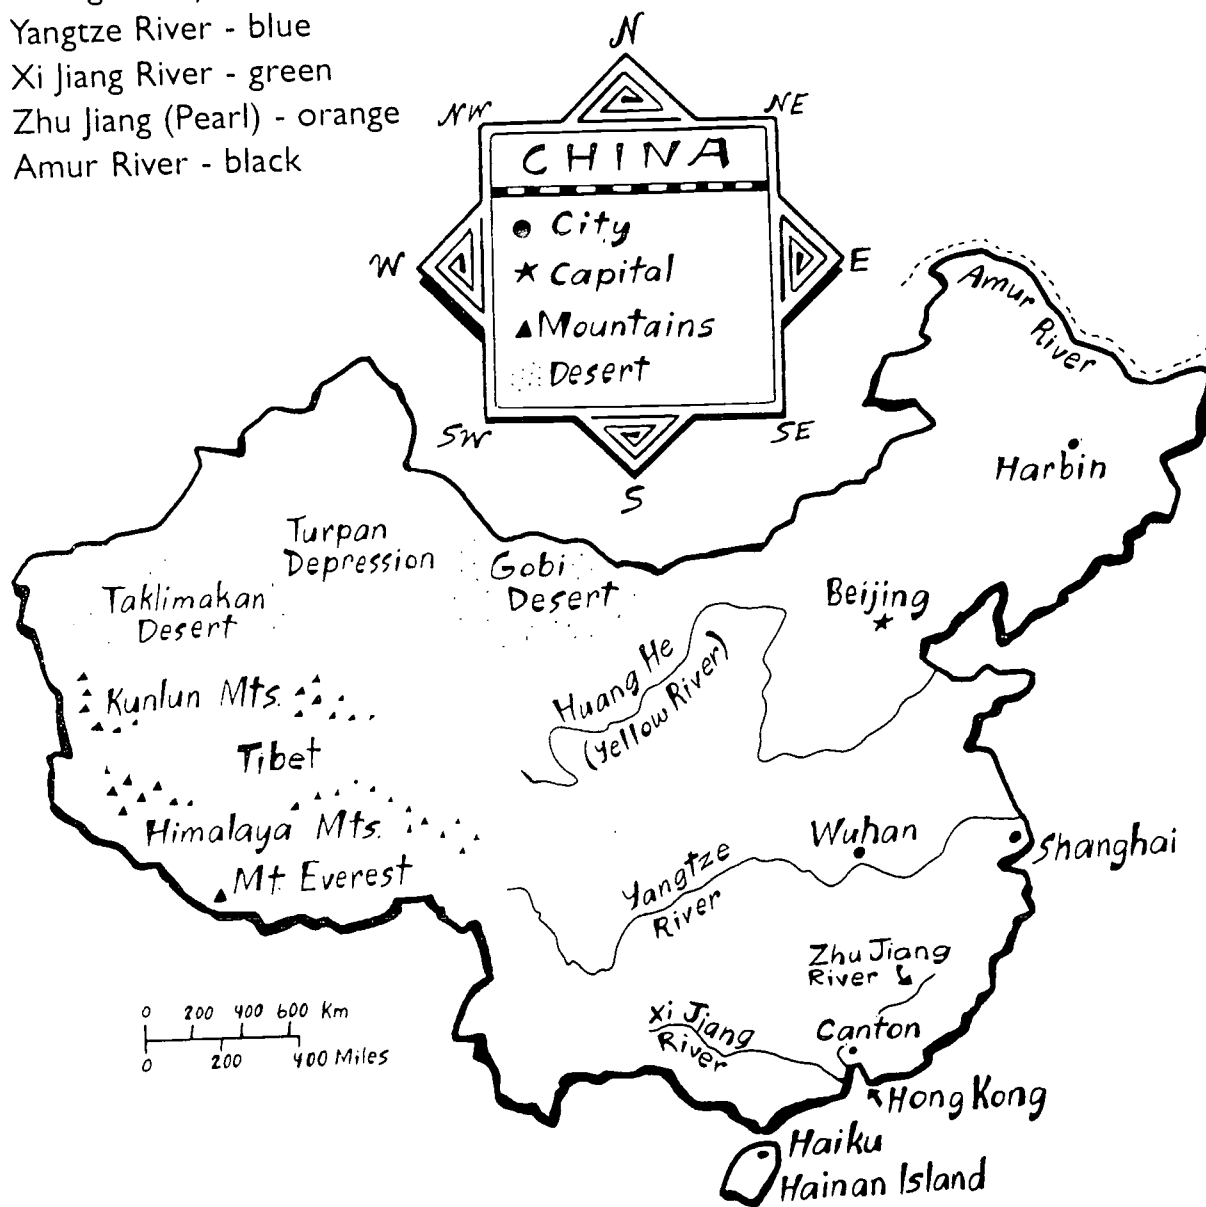 Yangtze River - blue
Xi Jiang River - green
Zhu Jiang (Pearl) - orange
Amur River - black
N
NW
NE
CHINA
City
Capital
Mountains
Desert
W
E
SW
SE
S
Amur River
Harbin
Turpan
Depression
Gobi
Desert
Taklimakan
Desert
Beijing
Huang He
(Yellow River)
Kunlun Mts.
Tibet
Himalaya Mts.
Mt. Everest
Wuhan
Shanghai
Yangtze
River
Zhu Jiang
River
Xi Jiang
River
Canton
Hong Kong
Haiku
Hainan Island
0 200 400 600 Km
0 200 400 Miles